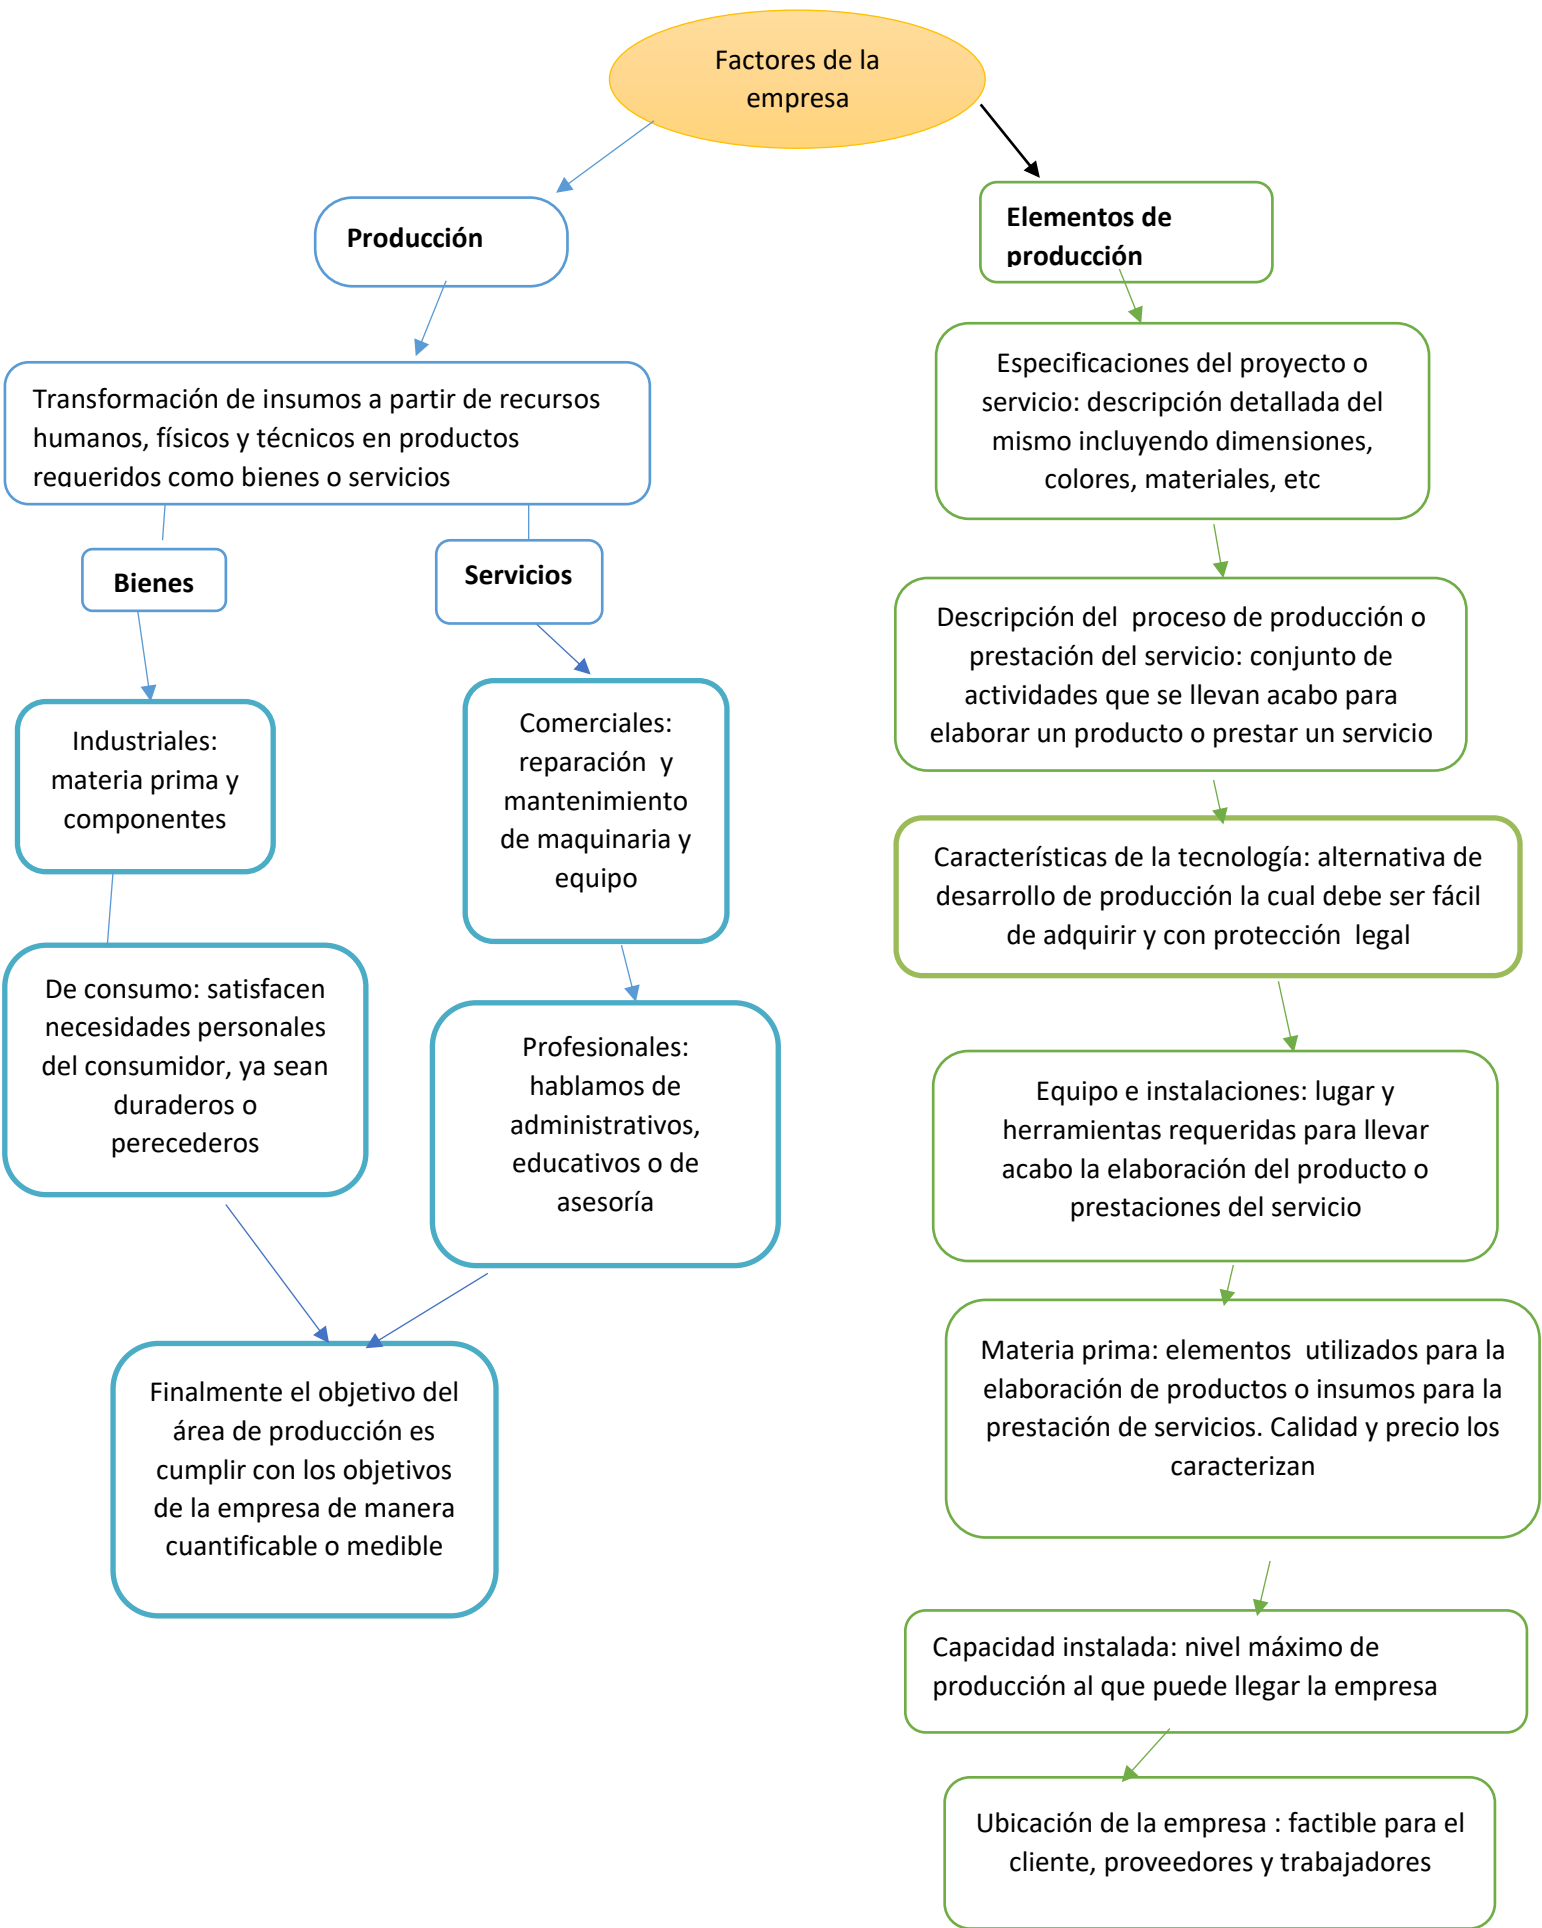 Factores de la
empresa
Producción
Transformación de insumos a partir de recursos
humanos, físicos y técnicos en productos
requeridos como bienes o servicios
Bienes
Servicios
Industriales:
materia prima y
componentes
Comerciales:
reparación y
mantenimiento
de maquinaria y
equipo
De consumo: satisfacen
necesidades personales
del consumidor, ya sean
duraderos o
perecederos
Profesionales:
hablamos de
administrativos,
educativos o de
asesoría
Finalmente el objetivo del
área de producción es
cumplir con los objetivos
de la empresa de manera
cuantificable o medible
Elementos de
producción
Especificaciones del proyecto o
servicio: descripción detallada del
mismo incluyendo dimensiones,
colores, materiales, etc
Descripción del proceso de producción o
prestación del servicio: conjunto de
actividades que se llevan acabo para
elaborar un producto o prestar un servicio
Características de la tecnología: alternativa de
desarrollo de producción la cual debe ser fácil
de adquirir y con protección legal
Equipo e instalaciones: lugar y
herramientas requeridas para llevar
acabo la elaboración del producto o
prestaciones del servicio
Materia prima: elementos utilizados para la
elaboración de productos o insumos para la
prestación de servicios. Calidad y precio los
caracterizan
Capacidad instalada: nivel máximo de
producción al que puede llegar la empresa
Ubicación de la empresa : factible para el
cliente, proveedores y trabajadores